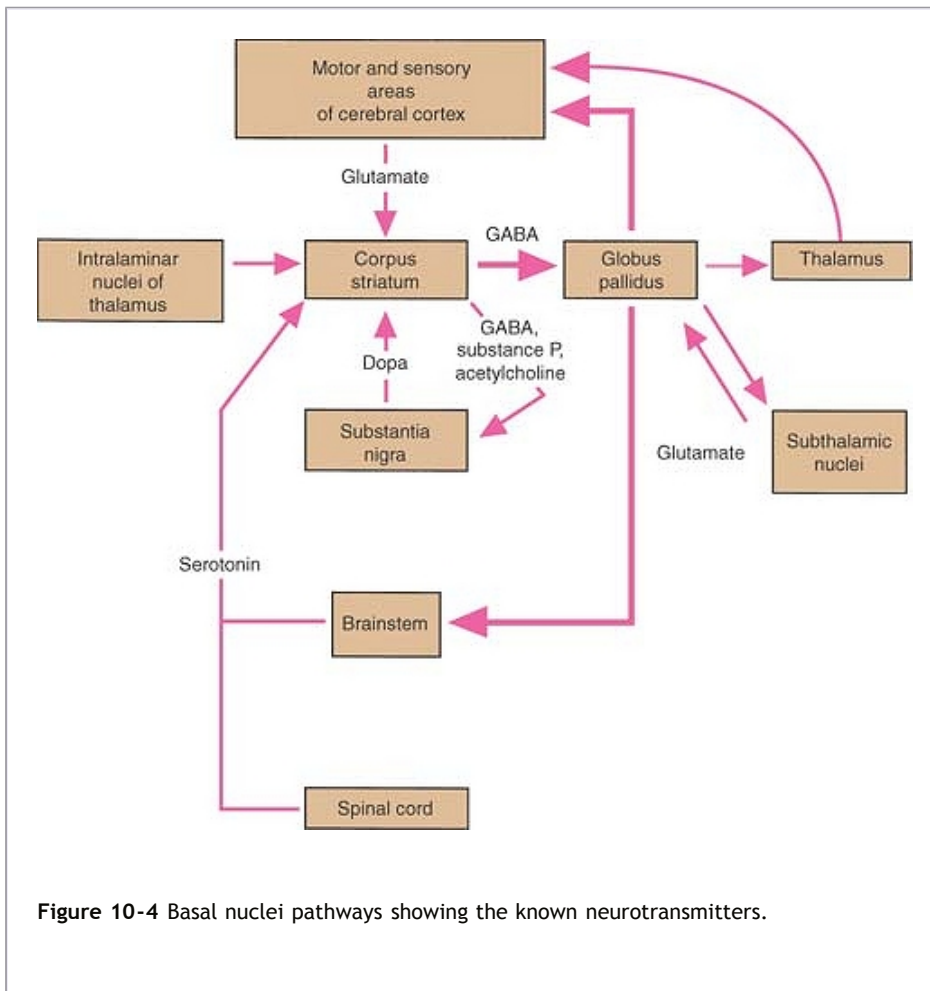 Motor and sensory
areas
of cerebral cortex
Glutamate
GABA
Intralaminar
nuclei of
thalamus
Corpus
striatum
Globus
pallidus
Thalamus
GABA,
substance P,
acetylcholine
Dopa
Substantia
nigra
Glutamate
Subthalamic
nuclei
Serotonin
Brainstem
Spinal cord
Figure 10-4 Basal nuclei pathways showing the known neurotransmitters.